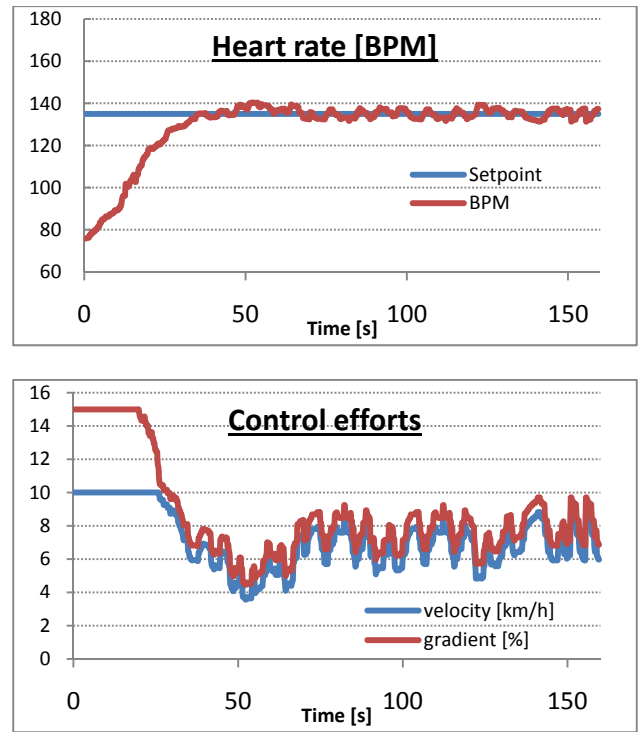 Heart rate [BPM]
180
160
140
120
100
80
60
Setpoint
BPM
0 50 100 150
Time [s]
Control efforts
16
14
12
10
8
6
4
2
0
velocity [km/h]
gradient [%]
0 50 100 150
Time [s]